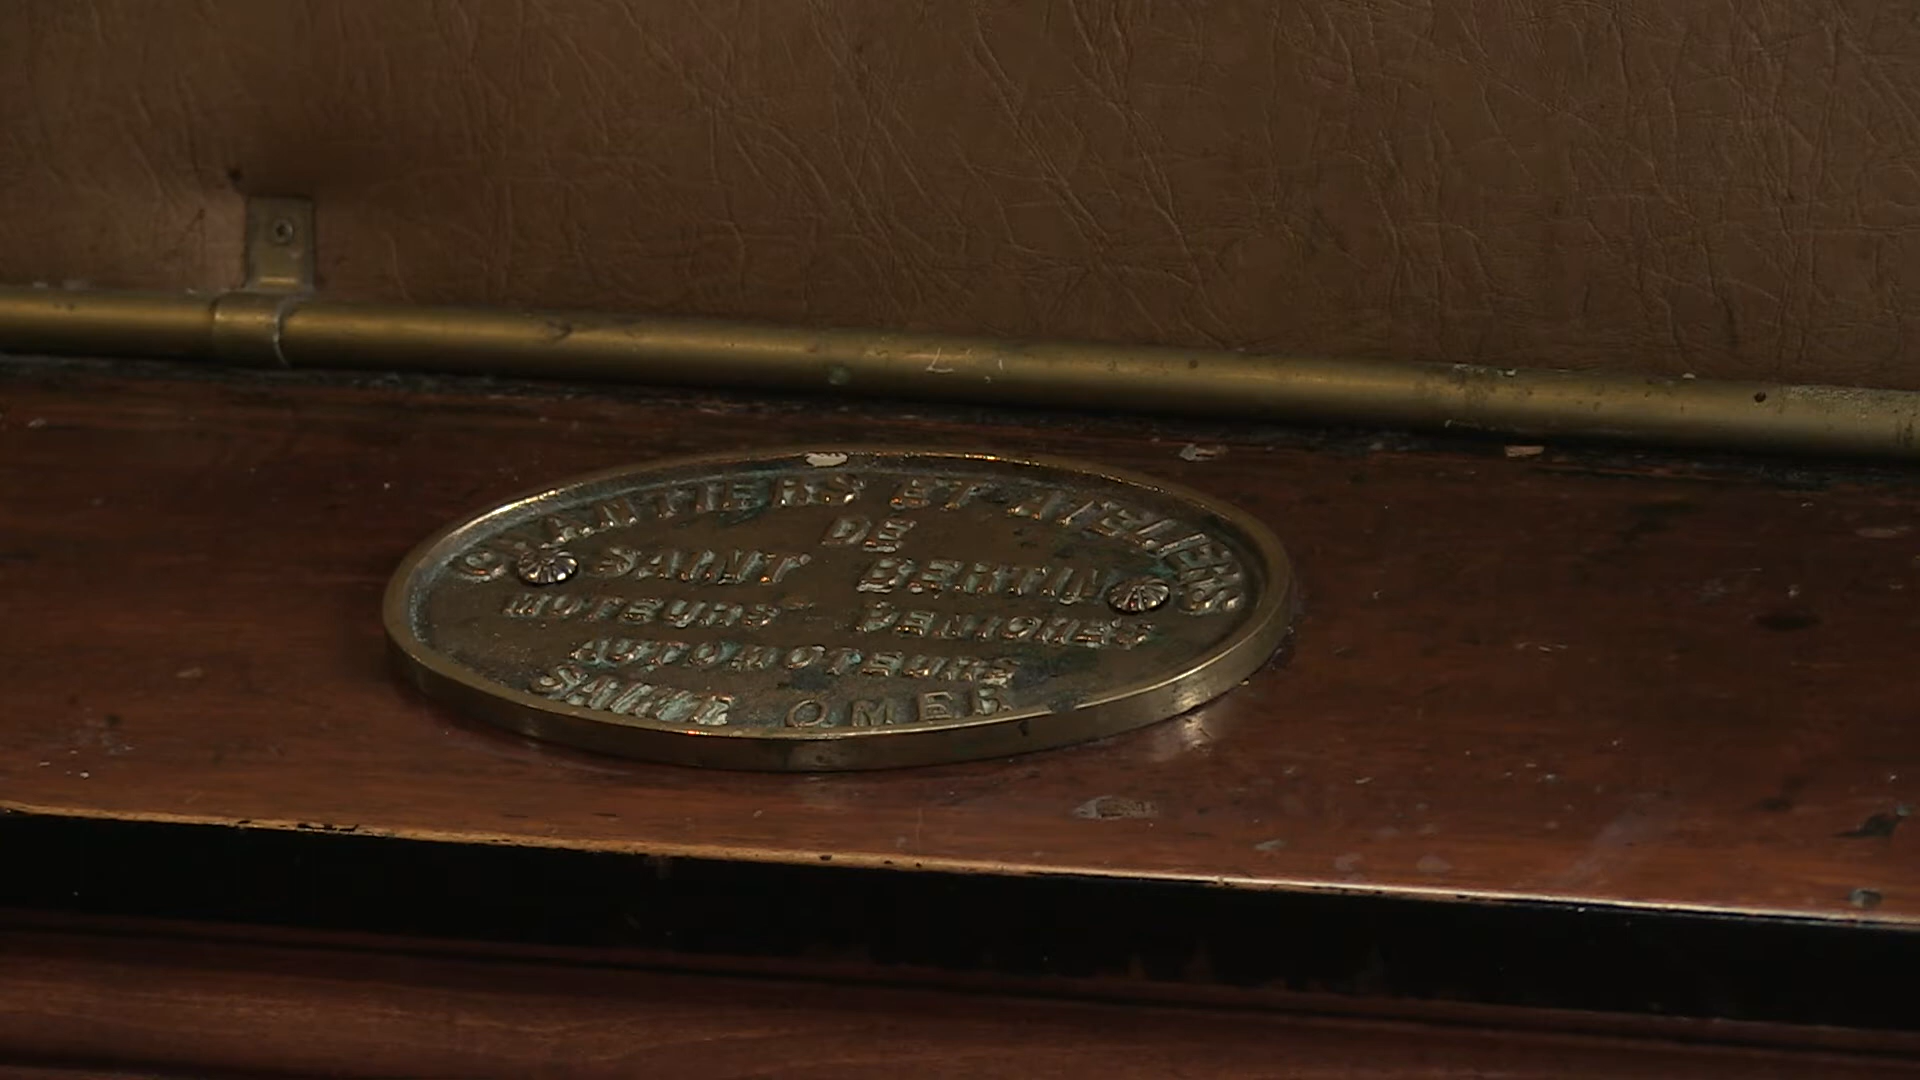 CHANTIERS ET ATELIERS
DE
SAINT BERTIN
MOTEURS - PENICHES
AUTOMOTEURS
SAINT OMER